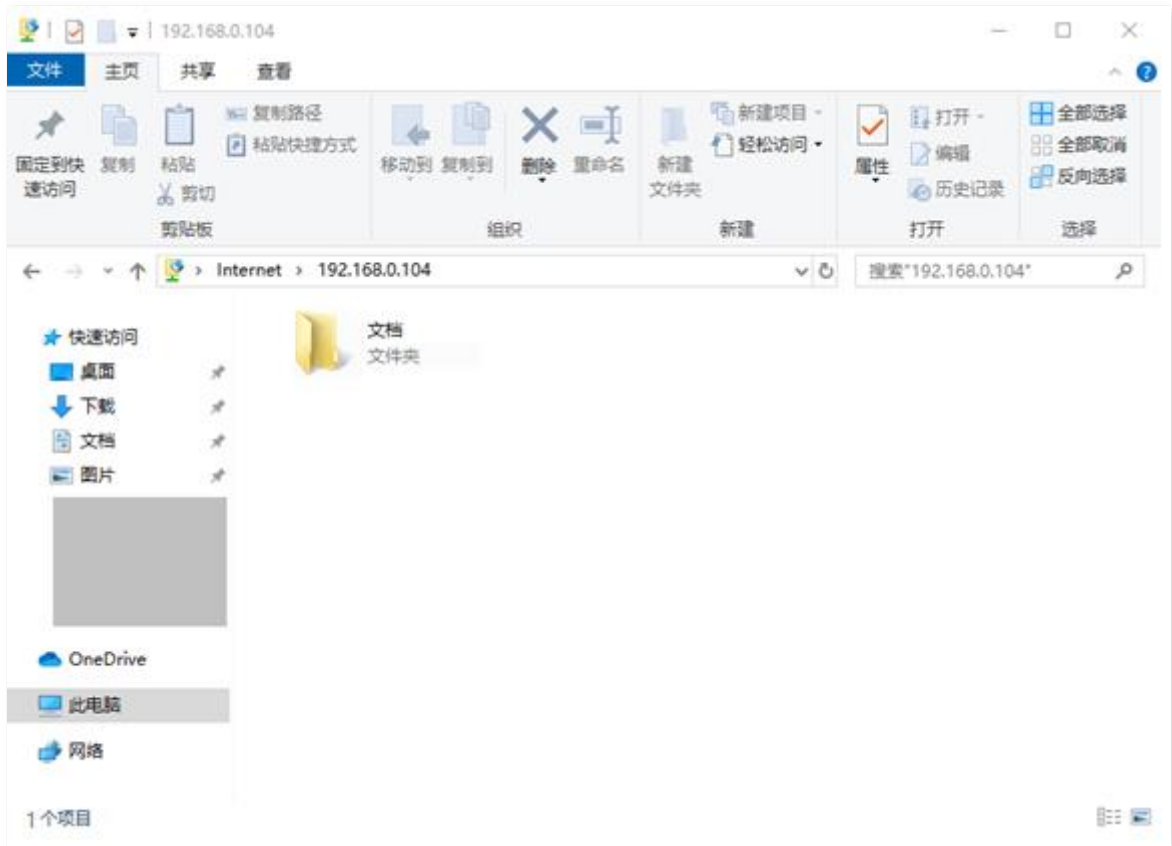 192.168.0.104
文件 主页 共享 查看
固定到快速访问
复制
粘贴
剪切
复制路径
粘贴快捷方式
剪贴板
移动到
复制到
删除
重命名
组织
新建文件夹
新建项目
轻松访问
新建
属性
打开
编辑
历史记录
打开
全部选择
全部取消
反向选择
选择
Internet > 192.168.0.104
搜索"192.168.0.104"
快速访问
桌面
下载
文档
图片
OneDrive
此电脑
网络
文档
文件夹
1个项目